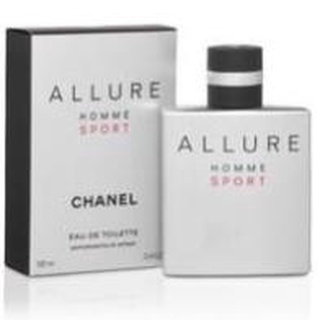 ALLURE
HOMME
SPORT
CHANEL
EAU DE TOILETTE
ALLURE
HOMME
SPORT